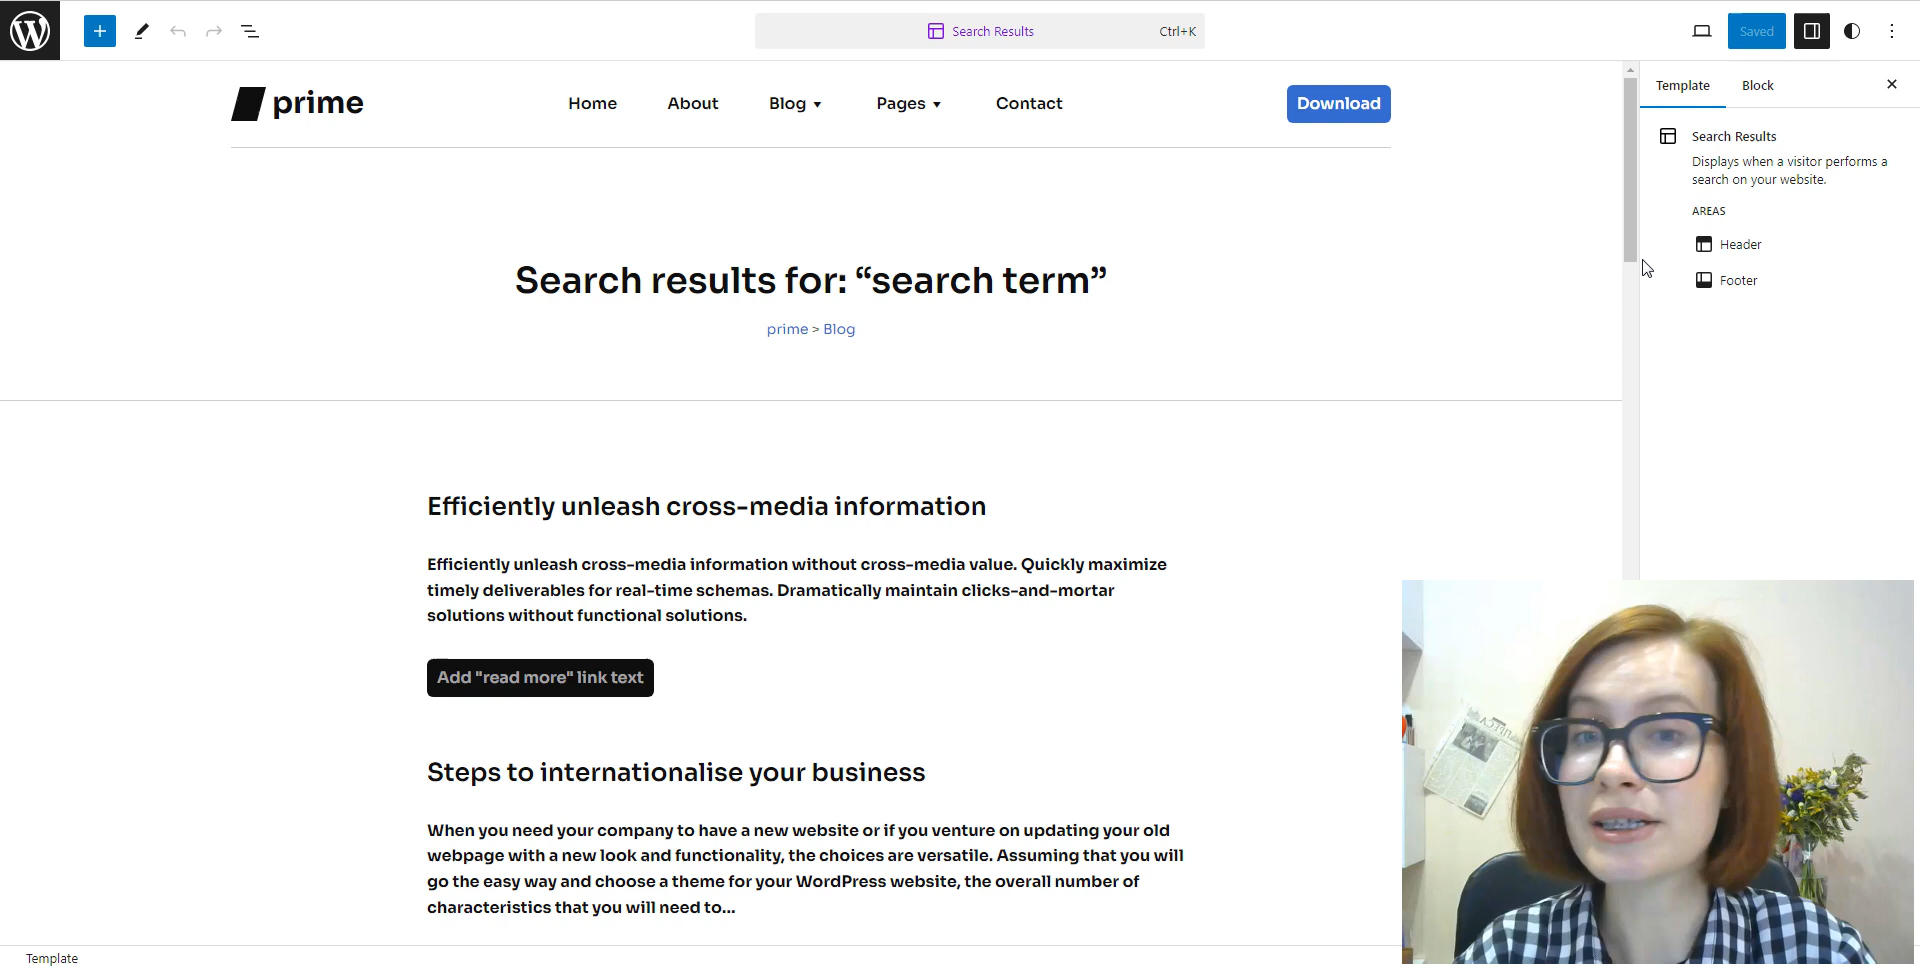 Search Results
Ctrl+K
Saved
prime
Home
About
Blog
Pages
Contact
Download
Template
Block
Search Results
Displays when a visitor performs a
search on your website.
AREAS
Header
Footer
Search results for: “search term”
prime > Blog
Efficiently unleash cross-media information
Efficiently unleash cross-media information without cross-media value. Quickly maximize
timely deliverables for real-time schemas. Dramatically maintain clicks-and-mortar
solutions without functional solutions.
Add "read more" link text
Steps to internationalise your business
When you need your company to have a new website or if you venture on updating your old
webpage with a new look and functionality, the choices are versatile. Assuming that you will
go the easy way and choose a theme for your WordPress website, the overall number of
characteristics that you will need to...
Template